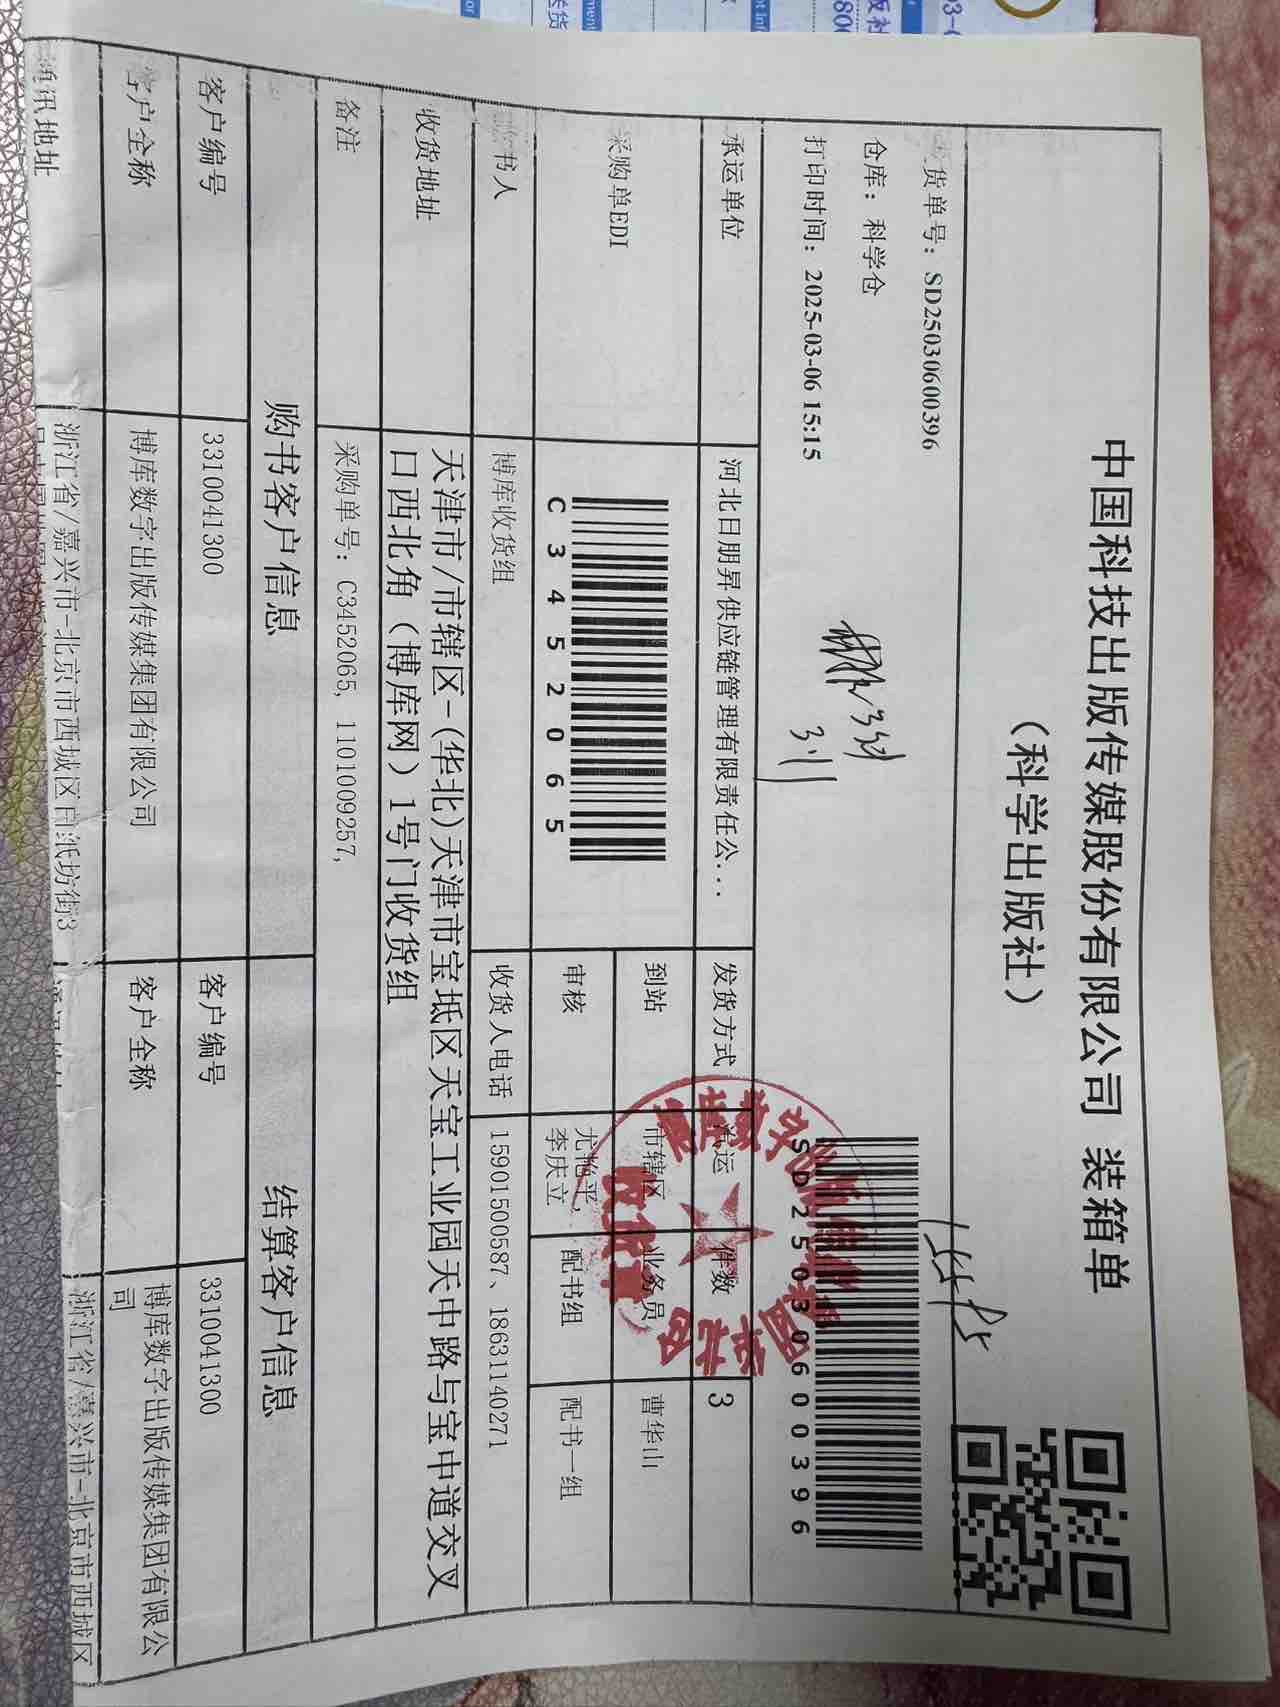 中国科技出版传媒股份有限公司 装箱单
（科学出版社）
发货单号：SD25030600396
仓库：科学仓
打印时间：2025-03-06 15:15
SD25030600396
承运单位 河北日朋昇供应链管理有限责任公... 发货方式 汽运 件数 3
采购单EDI C3452065 到站 市辖区 业务员 曹华山
审核 尤艳平, 配书组 配书一组
李庆立
收书人 博库收货组 收货人电话 15901500587、18631140271
收货地址 天津市/市辖区-(华北)天津市宝坻区天宝工业园天中路与宝中道交叉
口西北角（博库网）1号门收货组
备注 采购单号：C3452065, 1101009257,
购书客户信息 结算客户信息
客户编号 3310041300 客户编号 3310041300
客户全称 博库数字出版传媒集团有限公司 客户全称 博库数字出版传媒集团有限公
司
通讯地址 浙江省/嘉兴市-北京市西城区白纸坊街3 浙江省/嘉兴市-北京市西城区